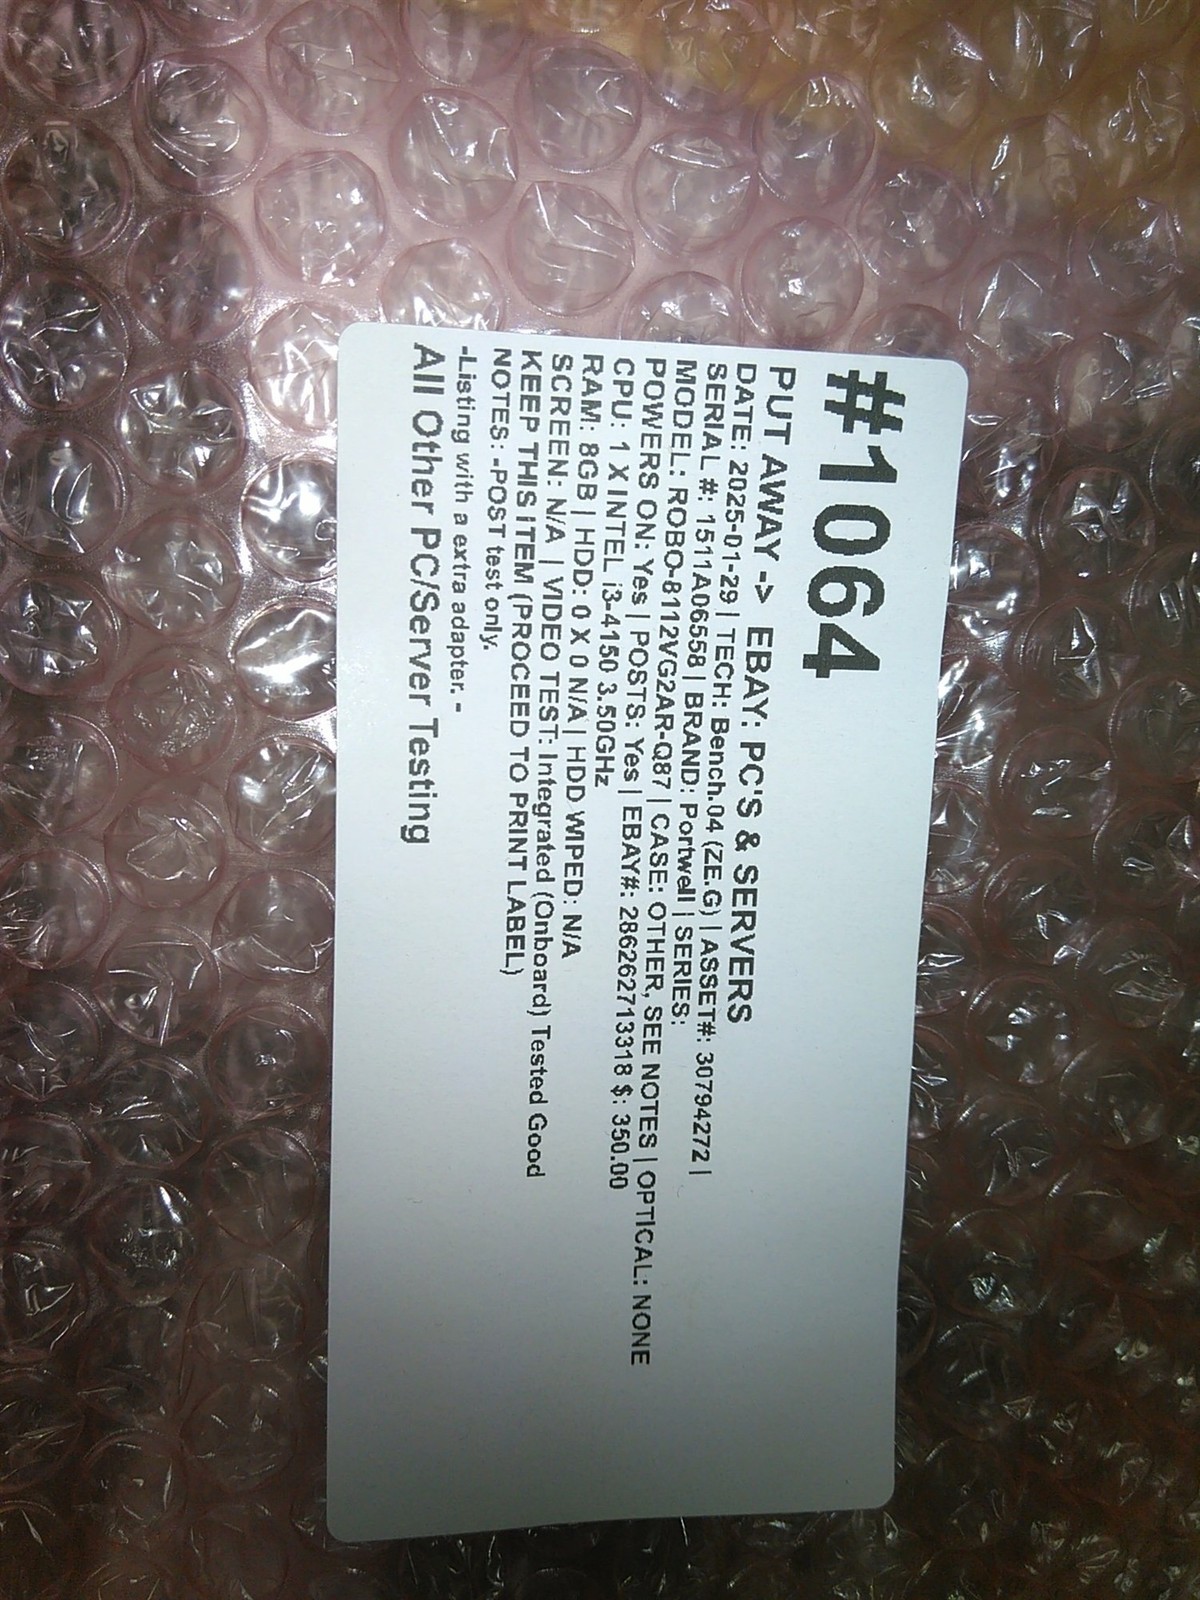 #1064
PUT AWAY -> EBAY: PC'S & SERVERS
DATE: 2025-01-29 | TECH: Bench.04 (ZE.G) | ASSET#: 30794272 |
SERIAL #: 1511A06558 | BRAND: Portwell | SERIES:
MODEL: ROBO-8112VG2AR-Q87 | CASE: OTHER, SEE NOTES | OPTICAL: NONE
POWERS ON: Yes | POSTS: Yes | EBAY#: 286262713318 $: 350.00
CPU: 1 X INTEL i3-4150 3.50GHz
RAM: 8GB | HDD: 0 X 0 N/A | HDD WIPED: N/A
SCREEN: N/A | VIDEO TEST: Integrated (Onboard) Tested Good
KEEP THIS ITEM (PROCEED TO PRINT LABEL)
NOTES: -POST test only.
-Listing with a extra adapter. -
All Other PC/Server Testing